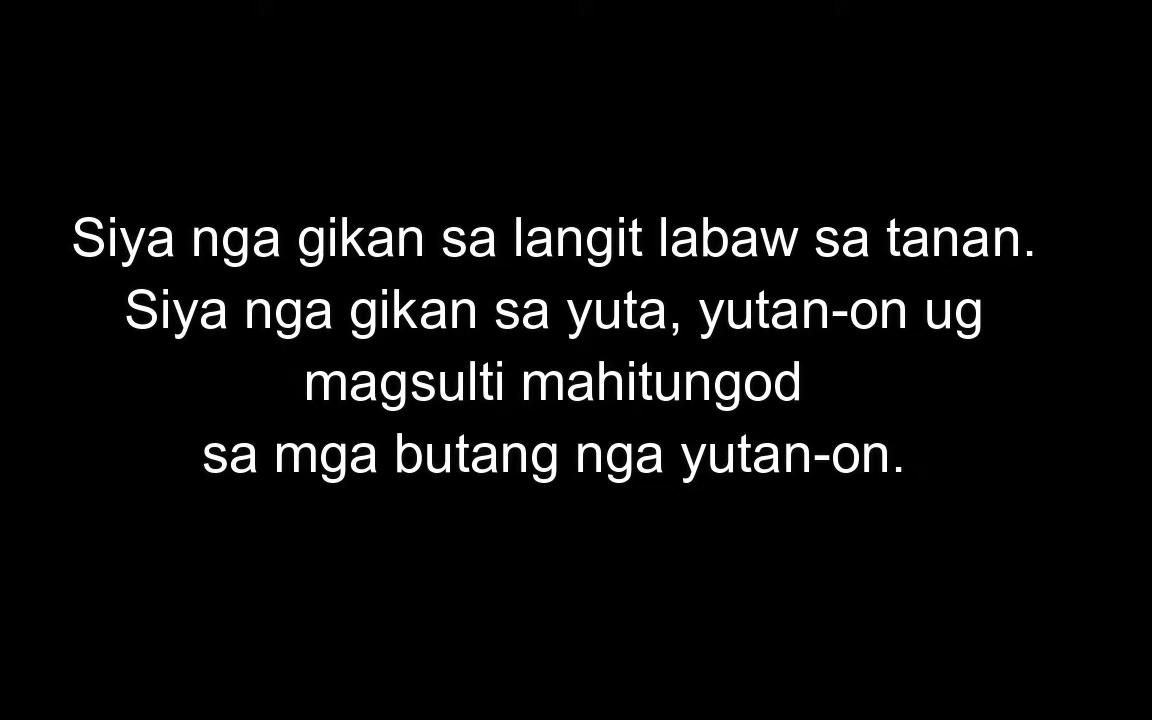 Siya nga gikan sa langit labaw sa tanan.
Siya nga gikan sa yuta, yutan-on ug
magsulti mahitungod
sa mga butang nga yutan-on.